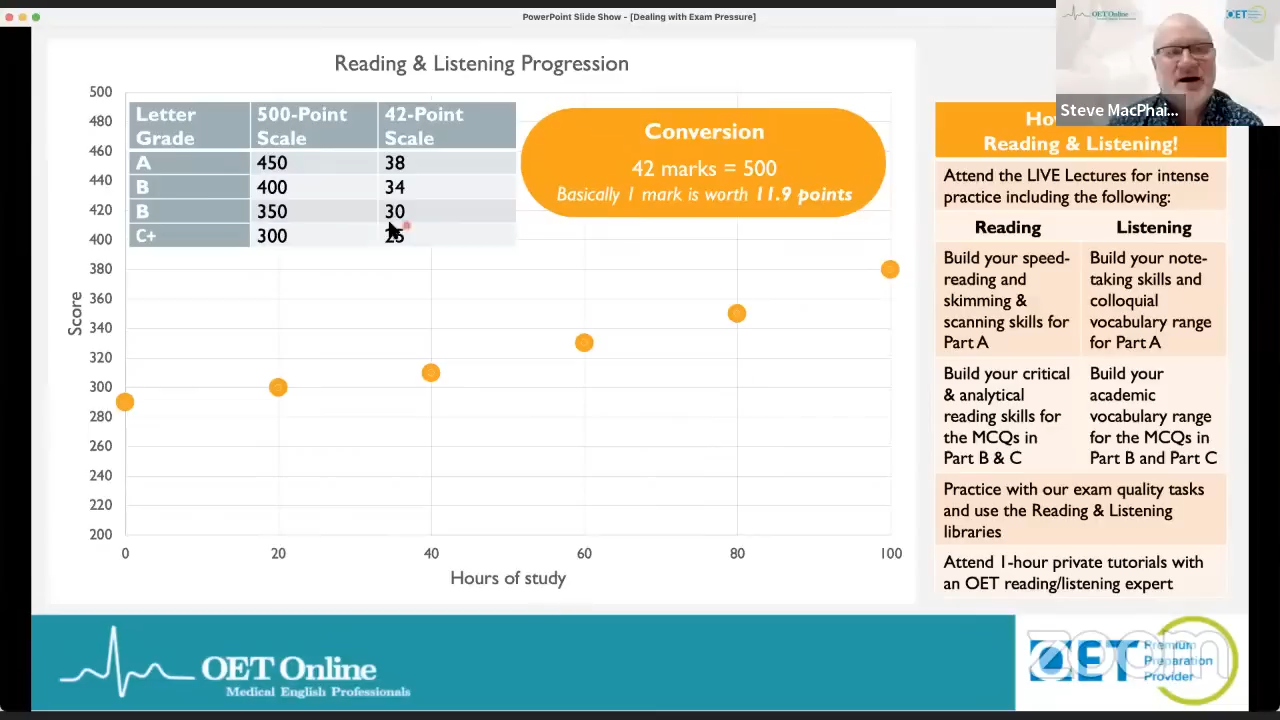 PowerPoint Slide Show - [Dealing with Exam Pressure]
OET Online
OET
Steve MacPhai...
Reading & Listening Progression
500
480
460
440
420
400
380
360
340
320
300
280
260
240
220
200
Score
0
20
40
60
80
100
Hours of study
Letter Grade
500-Point Scale
42-Point Scale
A 450 38
B 400 34
B 350 30
C+ 300 25
Conversion
42 marks = 500
Basically 1 mark is worth 11.9 points
Reading & Listening!
Attend the LIVE Lectures for intense
practice including the following:
Reading
Listening
Build your speed-
reading and
skimming &
scanning skills for
Part A
Build your note-
taking skills and
colloquial
vocabulary range
for Part A
Build your critical
& analytical
reading skills for
the MCQs in
Part B & C
Build your
academic
vocabulary range
for the MCQs in
Part B and Part C
Practice with our exam quality tasks
and use the Reading & Listening
libraries
Attend 1-hour private tutorials with
an OET reading/listening expert
OET Online
Medical English Professionals
OET
Premium
Preparation
Provider
zoom